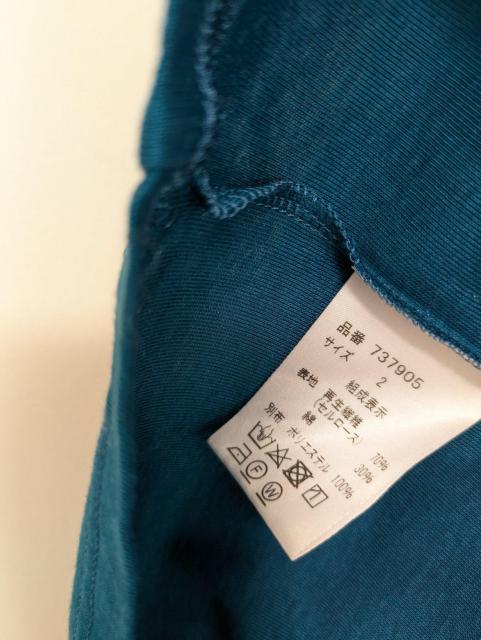 品番 737905
サイズ 2
組成表示
表地 再生繊維
(セルロース) 70%
綿 30%
別布 ポリエステル 100%
F W